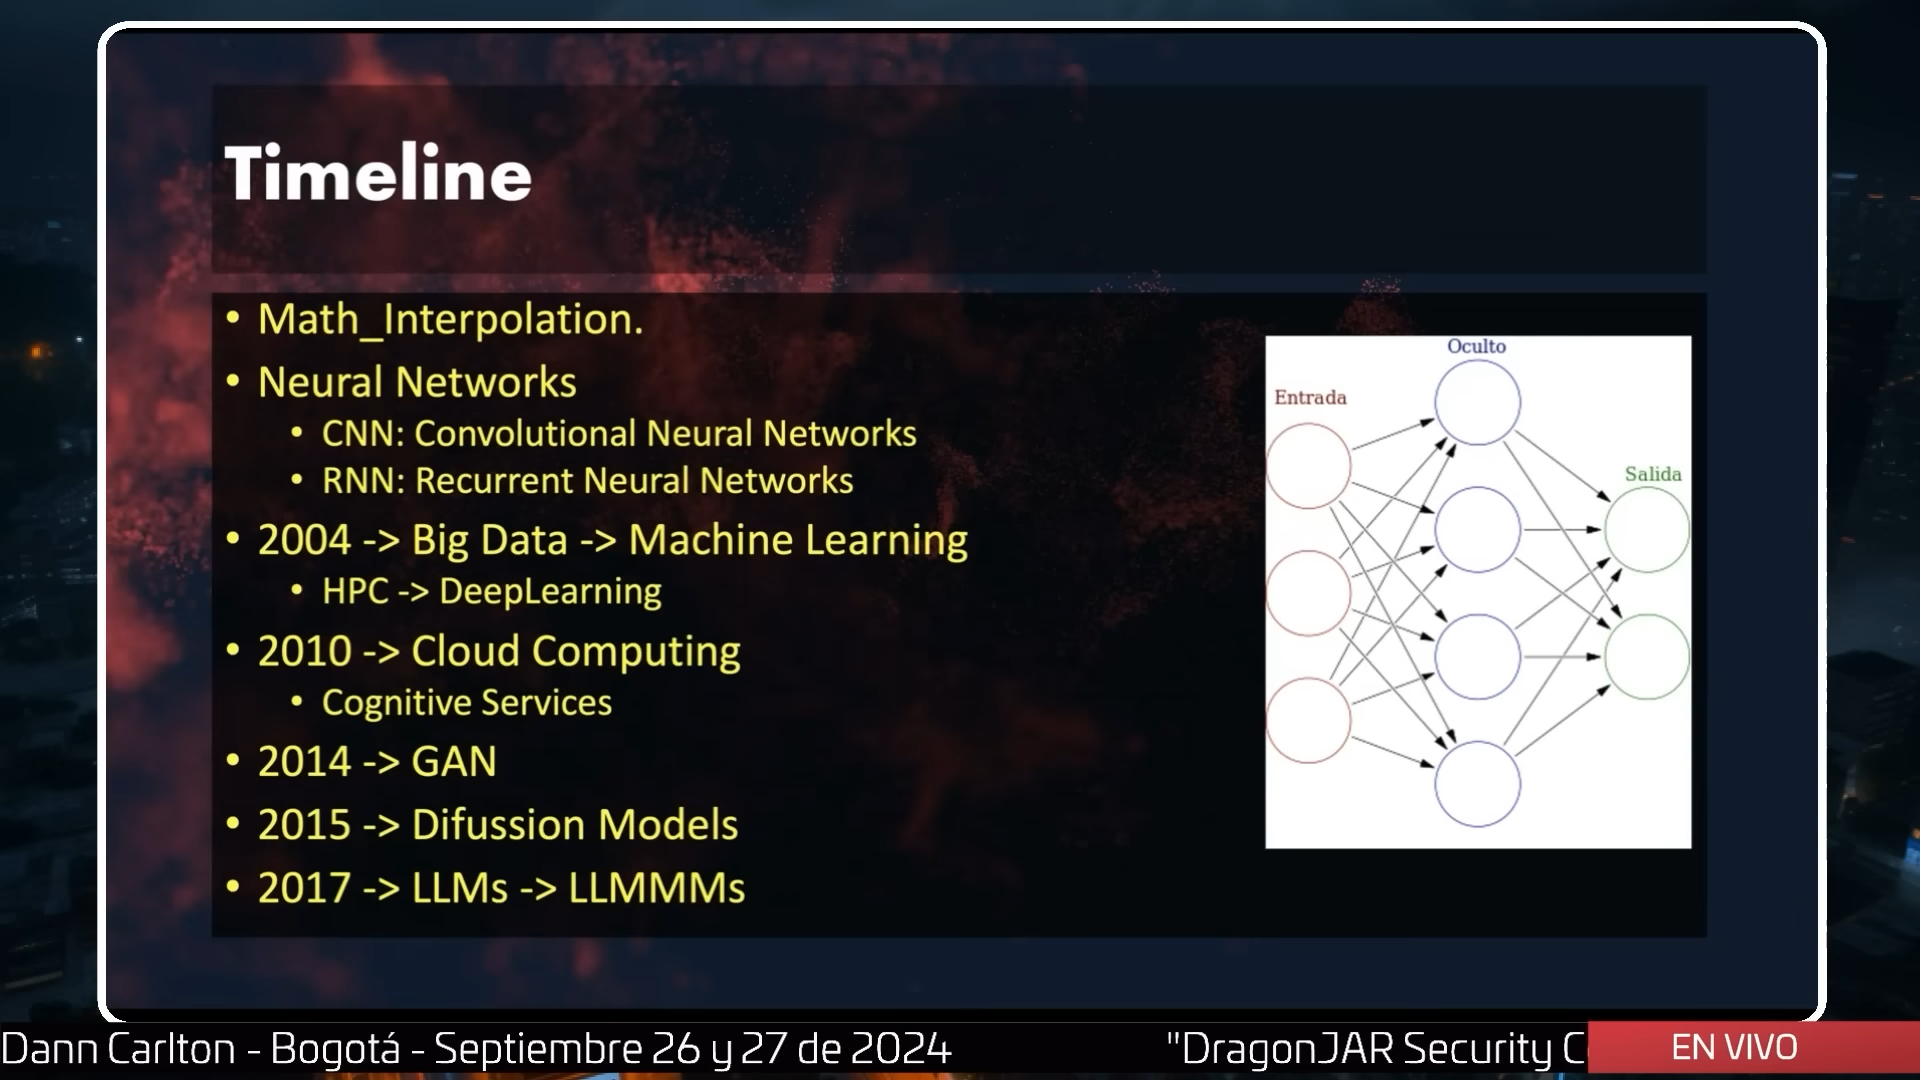 Timeline
• Math_Interpolation.
• Neural Networks
• CNN: Convolutional Neural Networks
• RNN: Recurrent Neural Networks
• 2004 -> Big Data -> Machine Learning
• HPC -> DeepLearning
• 2010 -> Cloud Computing
• Cognitive Services
• 2014 -> GAN
• 2015 -> Difussion Models
• 2017 -> LLMs -> LLMMMs
Oculto
Entrada
Salida
Dann Carlton - Bogotá - Septiembre 26 y 27 de 2024
"DragonJAR Security C
EN VIVO